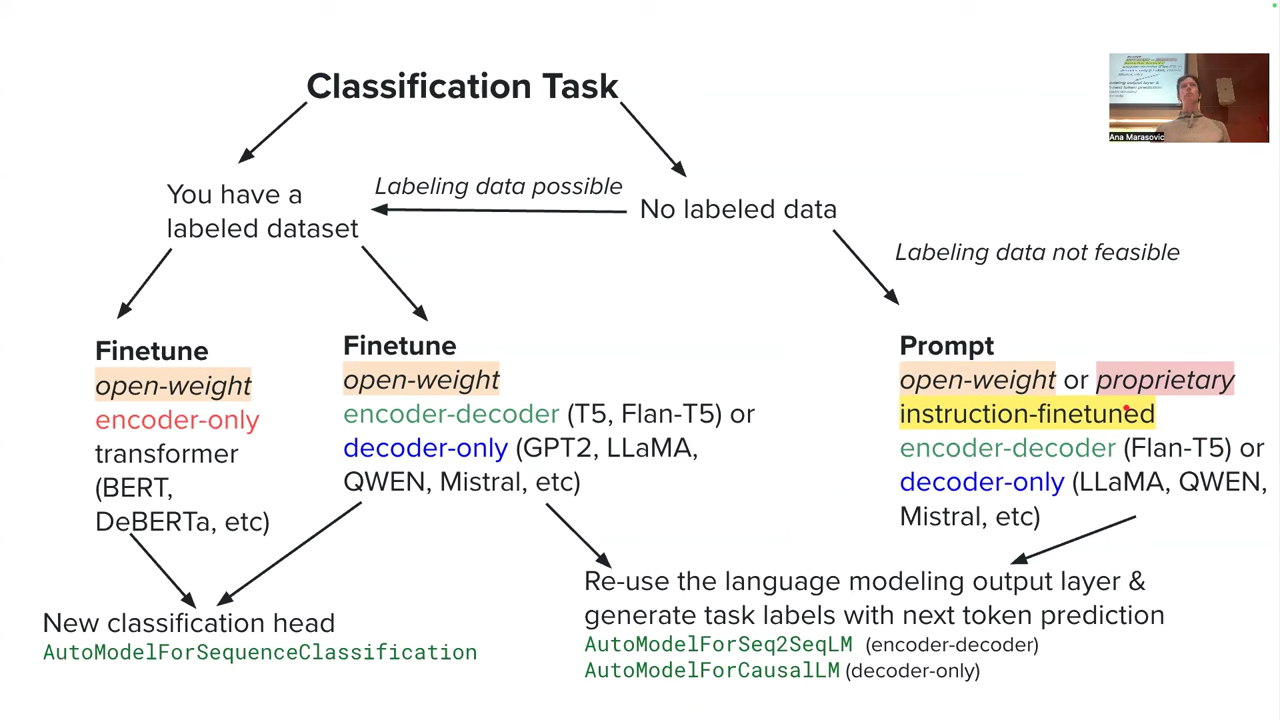 Classification Task
You have a
labeled dataset
Labeling data possible
No labeled data
Labeling data not feasible
Finetune
open-weight
encoder-only
transformer
(BERT,
DeBERTa, etc)
Finetune
open-weight
encoder-decoder (T5, Flan-T5) or
decoder-only (GPT2, LLaMA,
QWEN, Mistral, etc)
Prompt
open-weight or proprietary
instruction-finetuned
encoder-decoder (Flan-T5) or
decoder-only (LLaMA, QWEN,
Mistral, etc)
New classification head
AutoModelForSequenceClassification
Re-use the language modeling output layer &
generate task labels with next token prediction
AutoModelForSeq2SeqLM (encoder-decoder)
AutoModelForCausalLM (decoder-only)
Ana Marasovic